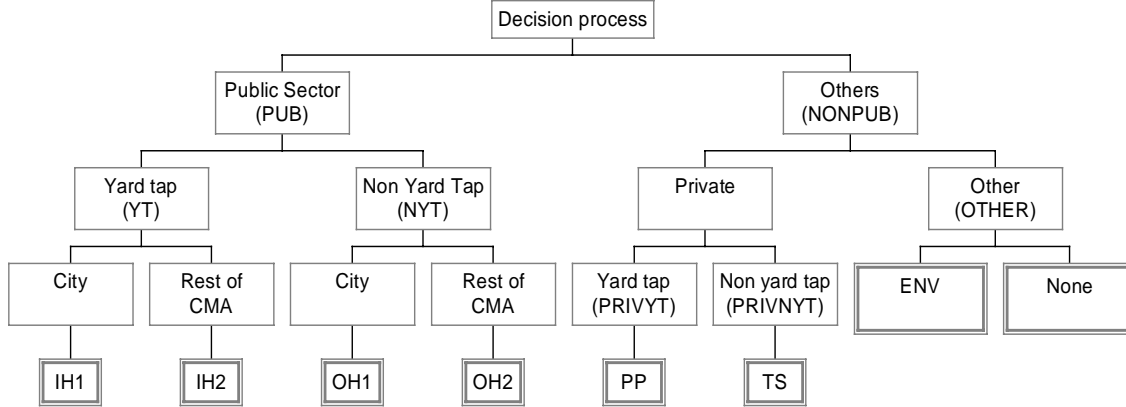 Decision process
Public Sector
(PUB)
Others
(NONPUB)
Yard tap
(YT)
Non Yard Tap
(NYT)
Private
Other
(OTHER)
City
Rest of
CMA
City
Rest of
CMA
Yard tap
(PRIVYT)
Non yard tap
(PRIVNYT)
ENV
None
IH1
IH2
OH1
OH2
PP
TS